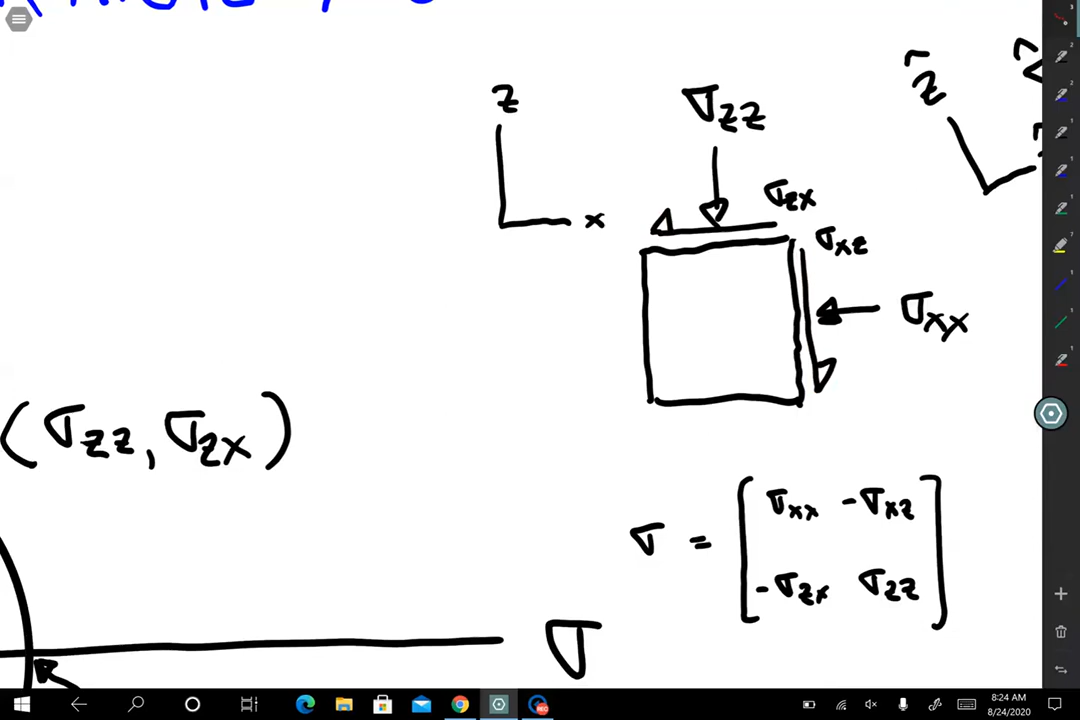 z
x
σzz
σzx
σxz
σxx
ẑ
(σzz, σzx)
σ = [σxx -σxz
-σzx σzz]
σ
8:24 AM
8/24/2020